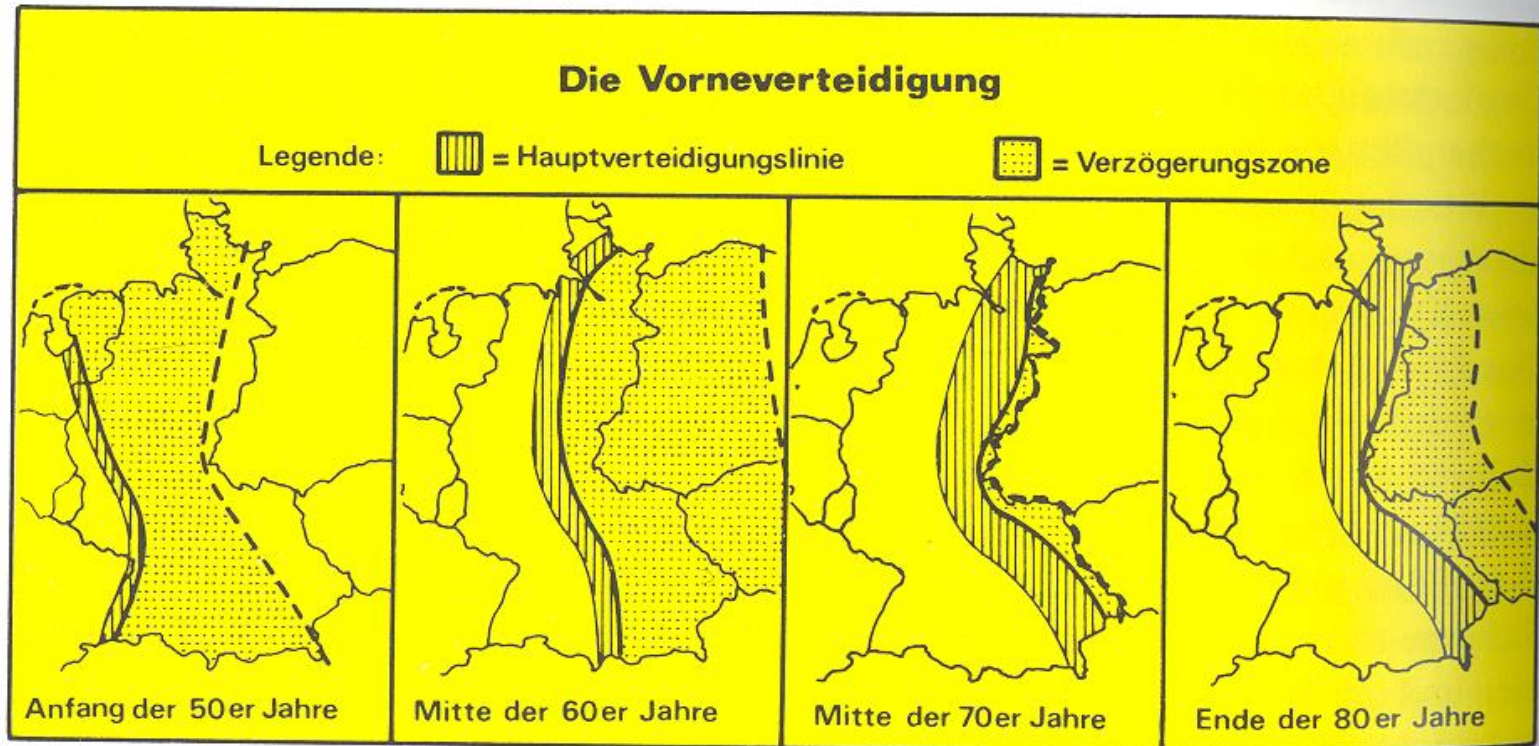 Die Vorneverteidigung
Legende: = Hauptverteidigungslinie = Verzögerungszone
Anfang der 50er Jahre
Mitte der 60er Jahre
Mitte der 70er Jahre
Ende der 80er Jahre